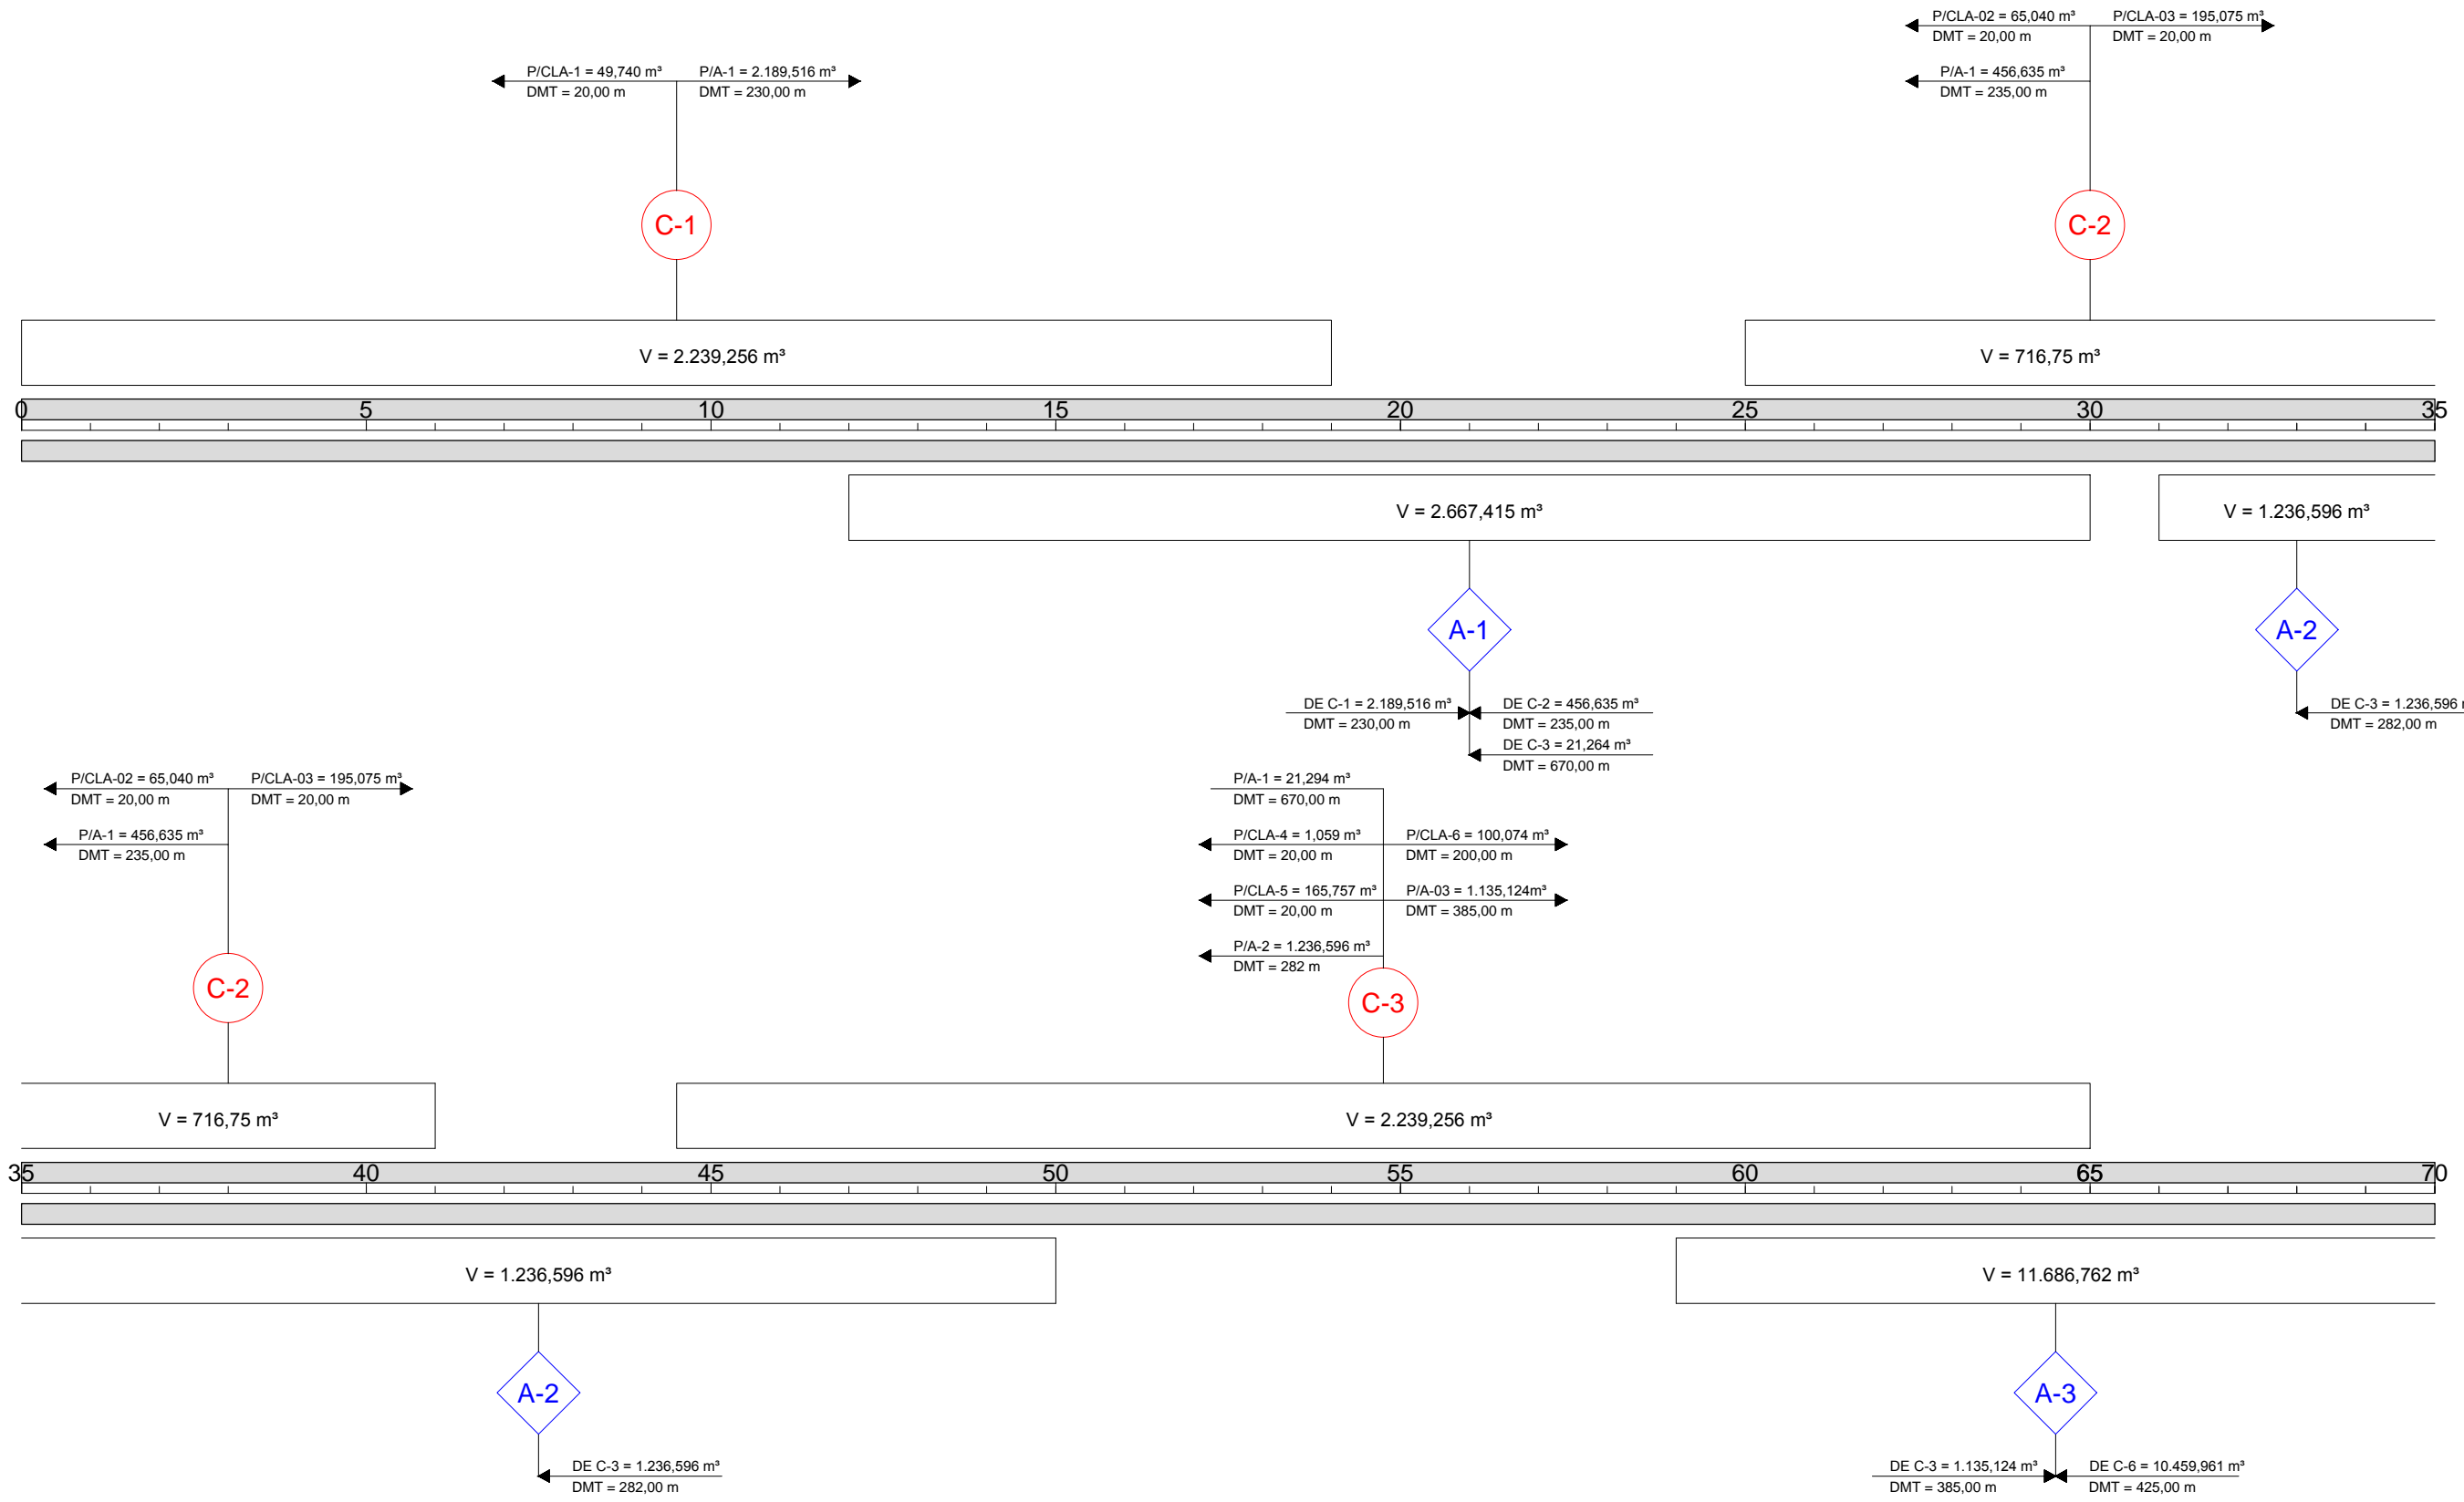 P/CLA-02 = 65,040 m³
P/CLA-03 = 195,075 m³
DMT = 20,00 m
DMT = 20,00 m
P/CLA-1 = 49,740 m³
P/A-1 = 2.189,516 m³
P/A-1 = 456,635 m³
DMT = 20,00 m
DMT = 230,00 m
DMT = 235,00 m
C-1
C-2
V = 2.239,256 m³
V = 716,75 m³
0 5 10 15 20 25 30 35
V = 2.667,415 m³
V = 1.236,596 m³
A-1
A-2
DE C-1 = 2.189,516 m³
DE C-2 = 456,635 m³
DE C-3 = 1.236,596 m
DMT = 230,00 m
DMT = 235,00 m
DMT = 282,00 m
DE C-3 = 21,264 m³
DMT = 670,00 m
P/CLA-02 = 65,040 m³
P/CLA-03 = 195,075 m³
P/A-1 = 21,294 m³
DMT = 20,00 m
DMT = 20,00 m
DMT = 670,00 m
P/A-1 = 456,635 m³
P/CLA-4 = 1,059 m³
P/CLA-6 = 100,074 m³
DMT = 235,00 m
DMT = 20,00 m
DMT = 200,00 m
P/CLA-5 = 165,757 m³
P/A-03 = 1.135,124m³
DMT = 20,00 m
DMT = 385,00 m
P/A-2 = 1.236,596 m³
DMT = 282 m
C-2
C-3
V = 716,75 m³
V = 2.239,256 m³
35 40 45 50 55 60 65 70
V = 1.236,596 m³
V = 11.686,762 m³
A-2
A-3
DE C-3 = 1.236,596 m³
DE C-3 = 1.135,124 m³
DE C-6 = 10.459,961 m³
DMT = 282,00 m
DMT = 385,00 m
DMT = 425,00 m